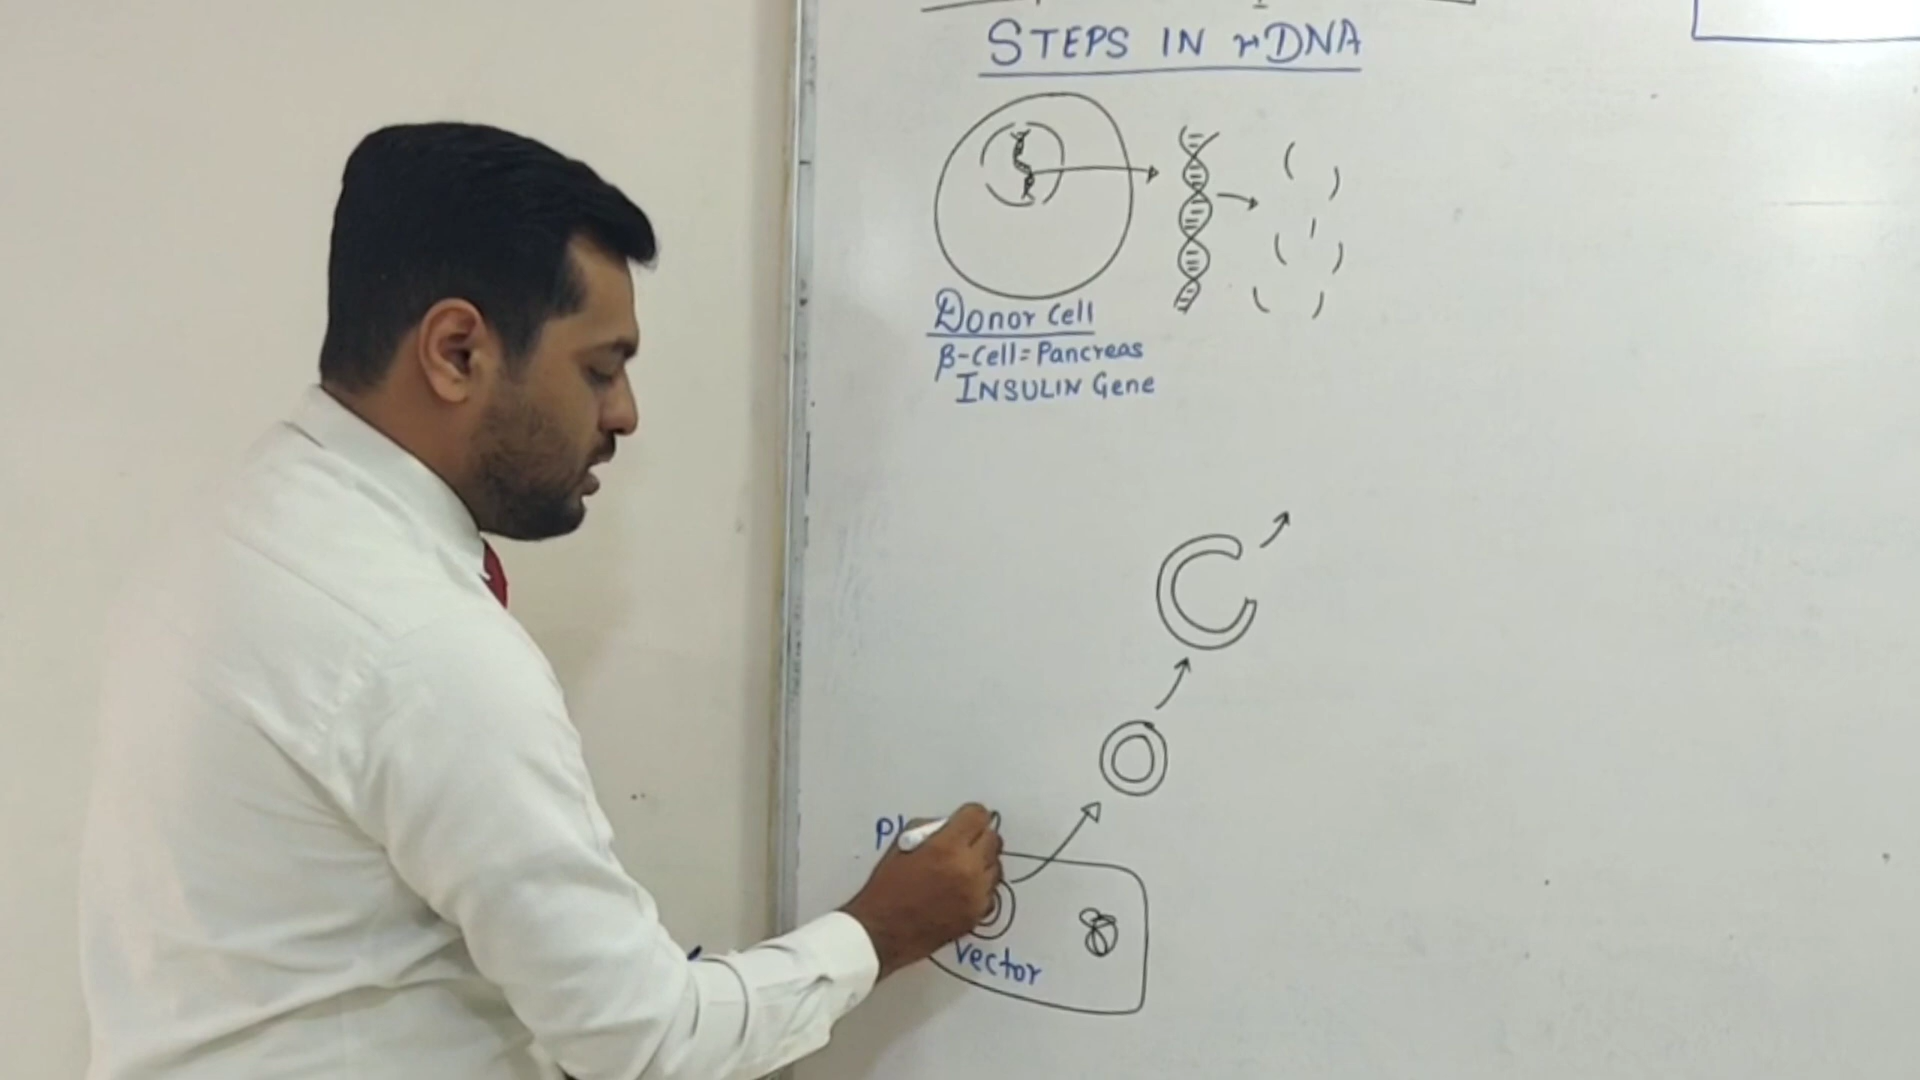 STEPS IN rDNA
Donor Cell
β-Cell = Pancreas
INSULIN Gene
Vector